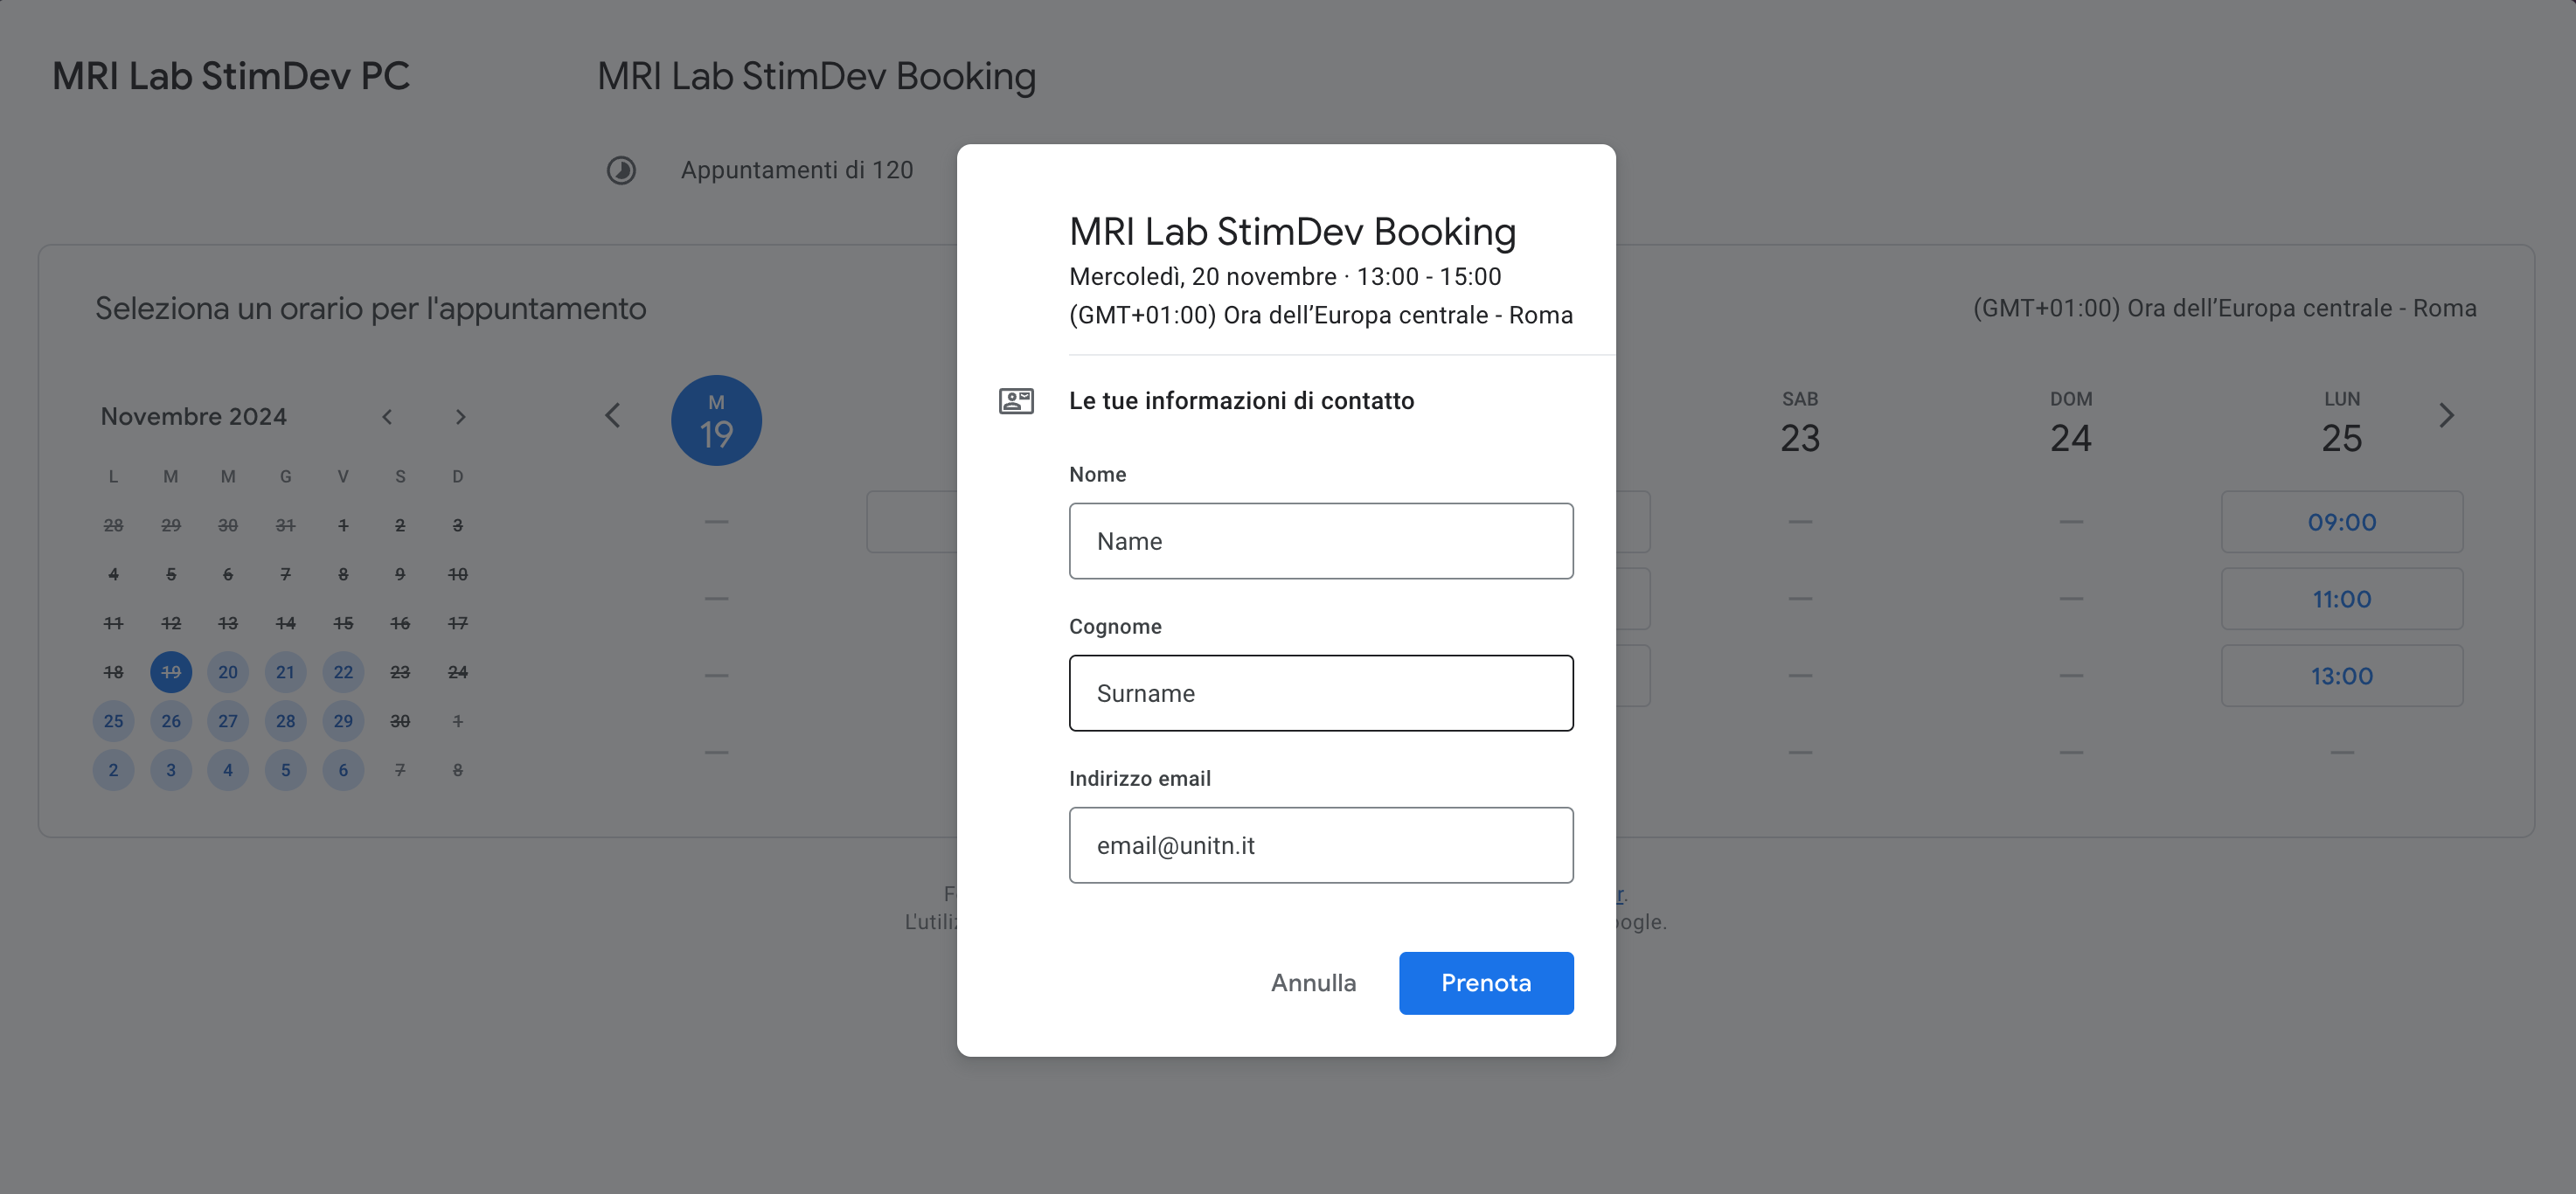 MRI Lab StimDev PC
MRI Lab StimDev Booking
Appuntamenti di 120
Seleziona un orario per l'appuntamento
(GMT+01:00) Ora dell’Europa centrale - Roma
Novembre 2024
L M M G V S D
28 29 30 31 1 2 3
4 5 6 7 8 9 10
11 12 13 14 15 16 17
18 19 20 21 22 23 24
25 26 27 28 29 30 1
2 3 4 5 6 7 8
M
19
SAB
23
DOM
24
LUN
25
09:00
11:00
13:00
MRI Lab StimDev Booking
Mercoledì, 20 novembre · 13:00 - 15:00
(GMT+01:00) Ora dell’Europa centrale - Roma
Le tue informazioni di contatto
Nome
Name
Cognome
Surname
Indirizzo email
email@unitn.it
Annulla
Prenota